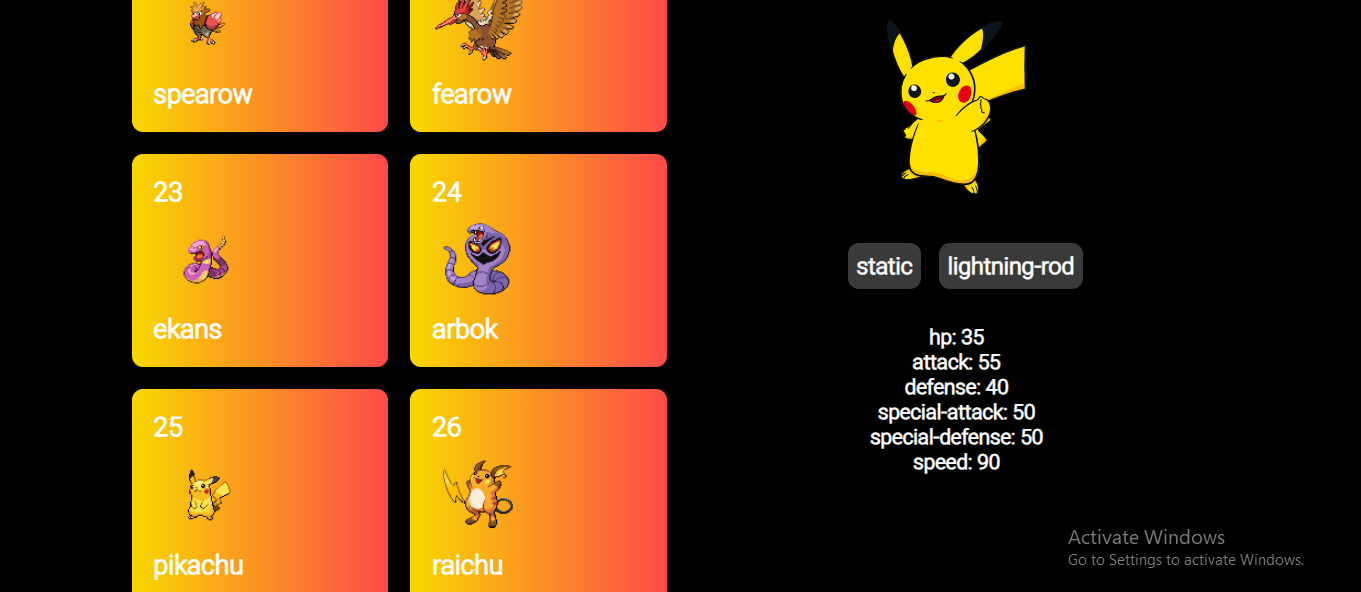 spearow
fearow
23
24
ekans
arbok
25
26
pikachu
raichu
static
lightning-rod
hp: 35
attack: 55
defense: 40
special-attack: 50
special-defense: 50
speed: 90
Activate Windows
Go to Settings to activate Windows.